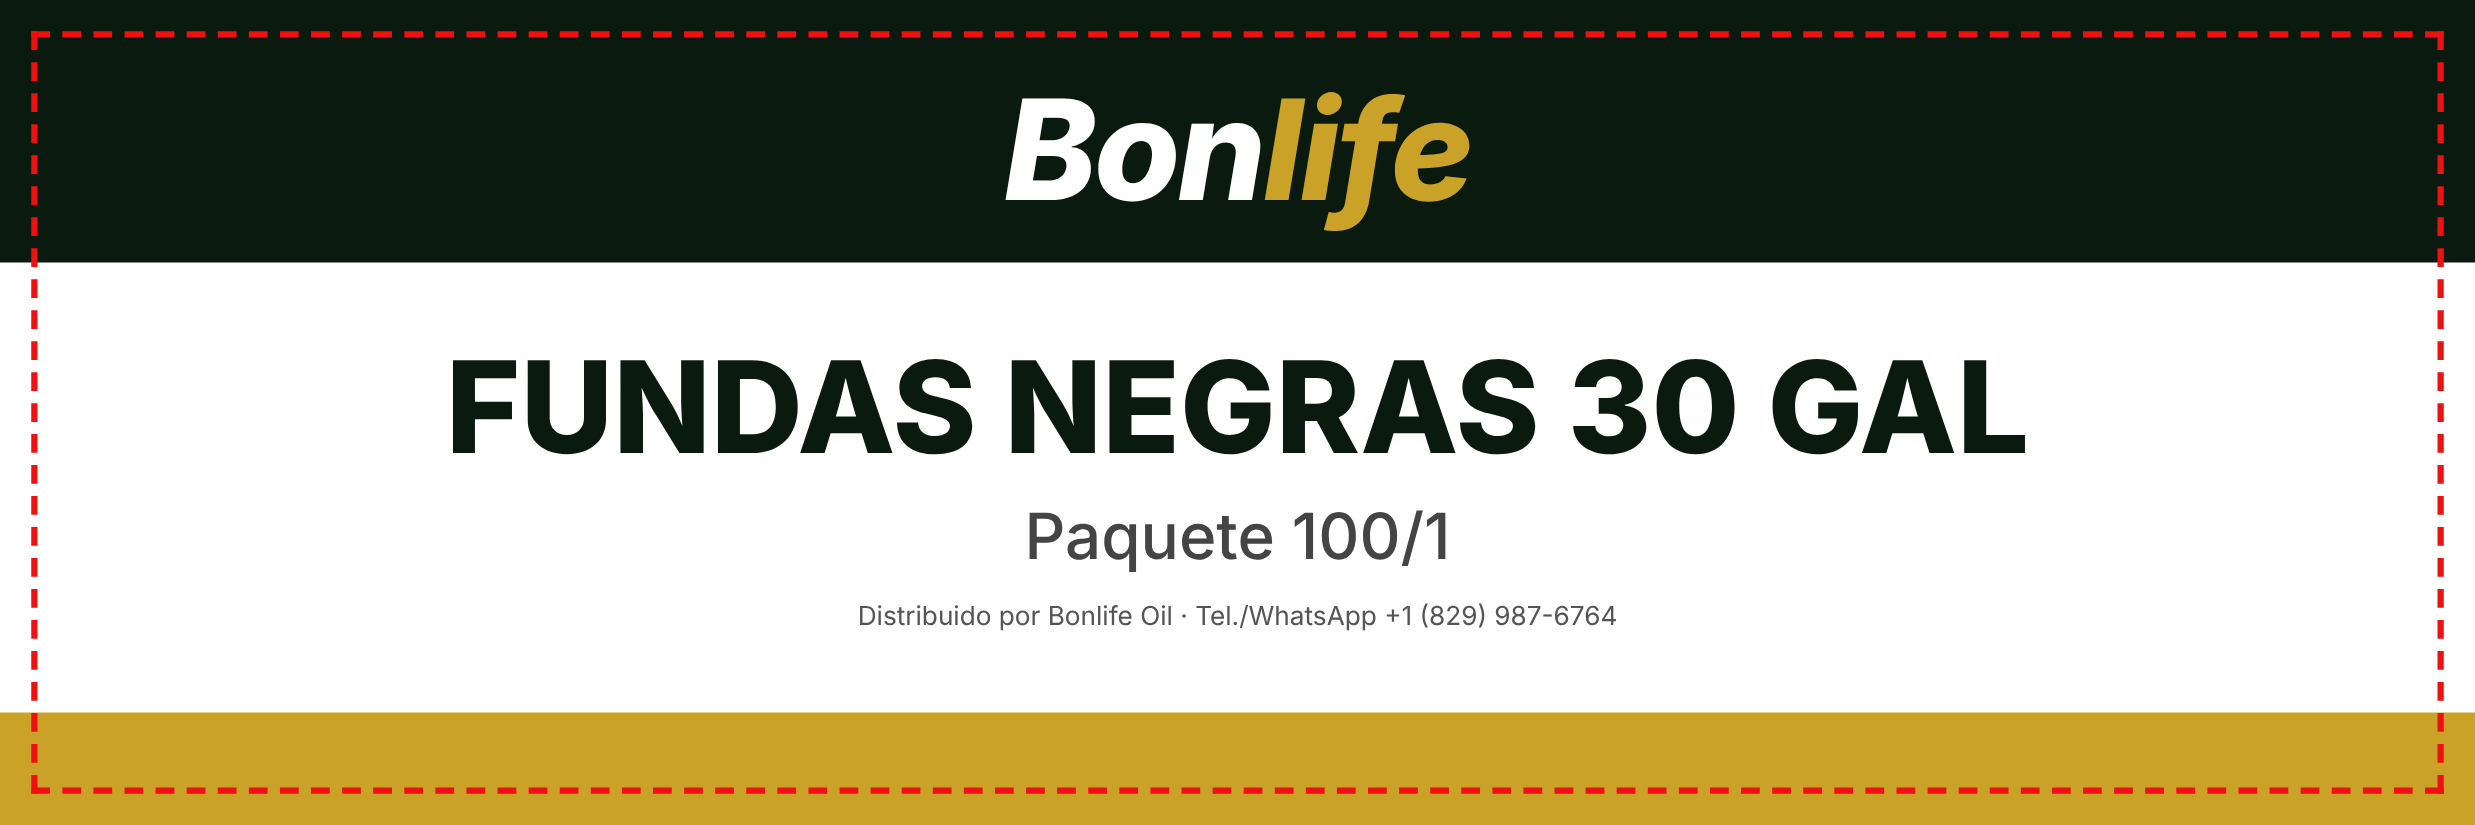 Bonlife
FUNDAS NEGRAS 30 GAL
Paquete 100/1
Distribuido por Bonlife Oil · Tel./WhatsApp +1 (829) 987-6764